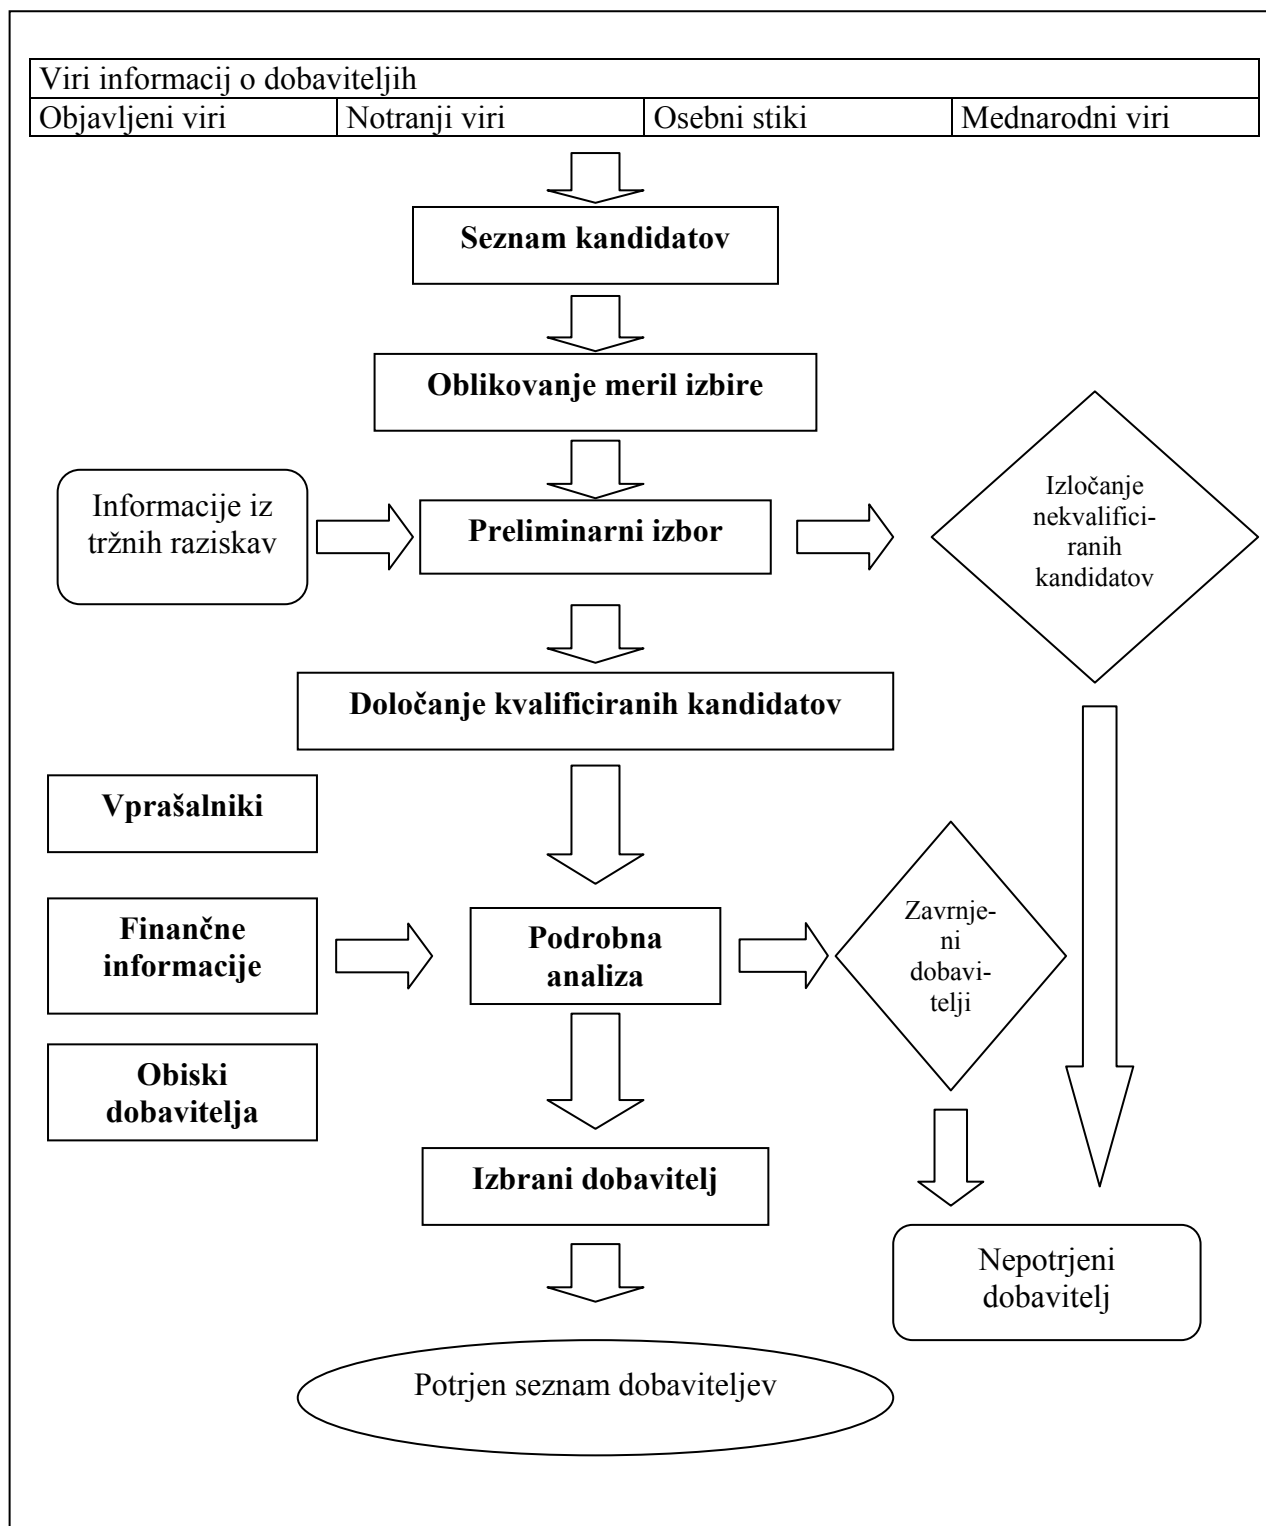 Viri informacij o dobaviteljih
Objavljeni viri
Notranji viri
Osebni stiki
Mednarodni viri
Seznam kandidatov
Oblikovanje meril izbire
Informacije iz
tržnih raziskav
Preliminarni izbor
Izločanje
nekvalifici-
ranih
kandidatov
Določanje kvalificiranih kandidatov
Vprašalniki
Finančne
informacije
Obiski
dobavitelja
Podrobna
analiza
Zavrnje-
ni
dobavi-
telji
Izbrani dobavitelj
Nepotrjeni
dobavitelj
Potrjen seznam dobaviteljev